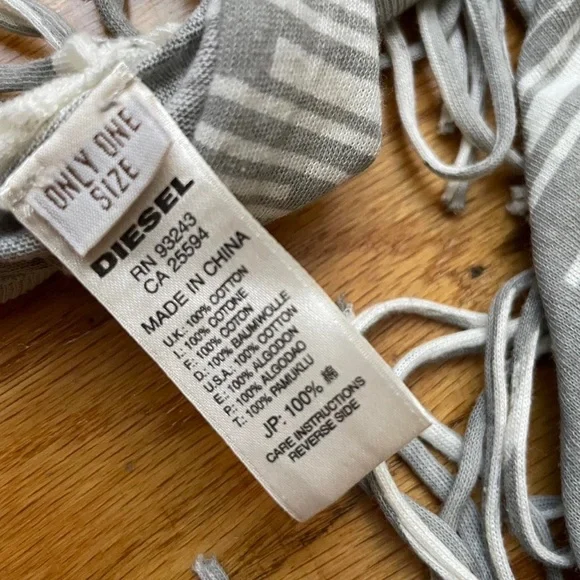 ONLY ONE
SIZE
DIESEL
RN 93243
CA 25594
MADE IN CHINA
U.K.: 100% COTTON
I.: 100% COTONE
F.: 100% COTON
D.: 100% BAUMWOLLE
U.S.A. 100% COTTON
E.: 100% ALGODON
P.: 100% ALGODAO
T.: 100% PAMUKLU
JP: 100% 綿
CARE INSTRUCTIONS
REVERSE SIDE